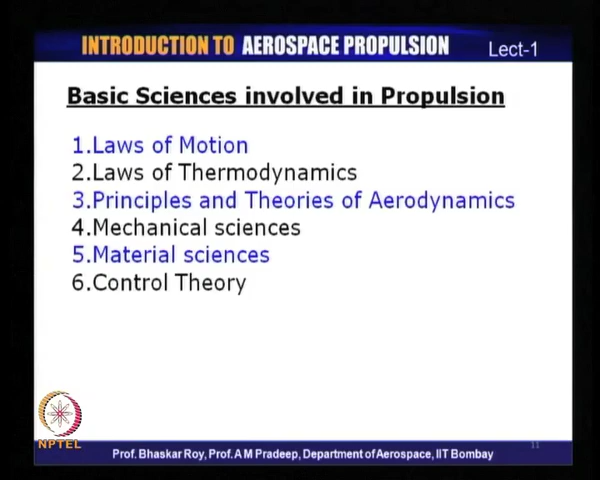 INTRODUCTION TO AEROSPACE PROPULSION Lect-1
Basic Sciences involved in Propulsion
1.Laws of Motion
2.Laws of Thermodynamics
3.Principles and Theories of Aerodynamics
4.Mechanical sciences
5.Material sciences
6.Control Theory
NPTEL
11
Prof. Bhaskar Roy, Prof. A M Pradeep, Department of Aerospace, IIT Bombay